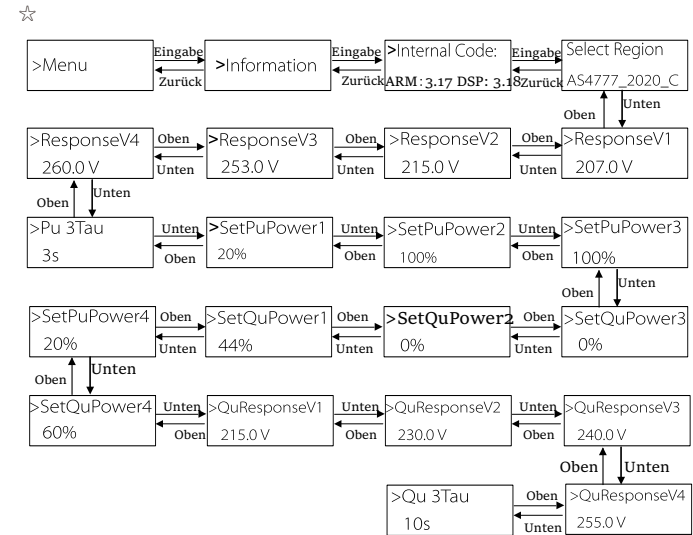 ☆
>Menu
Eingabe
Zurück
>Information
Eingabe
Zurück
>Internal Code:
ARM: 3.17 DSP: 3.18
Eingabe
Zurück
Select Region
AS4777_2020_C
Oben
Unten
>ResponseV4
260.0 V
Oben
Unten
>ResponseV3
253.0 V
Oben
Unten
>ResponseV2
215.0 V
Oben
Unten
>ResponseV1
207.0 V
Oben
Unten
>Pu 3Tau
3s
Unten
Oben
>SetPuPower1
20%
Unten
Oben
>SetPuPower2
100%
Unten
Oben
>SetPuPower3
100%
Oben
Unten
>SetPuPower4
20%
Oben
Unten
>SetQuPower1
44%
Oben
Unten
>SetQuPower2
0%
Oben
Unten
>SetQuPower3
0%
Oben
Unten
>SetQuPower4
60%
Unten
Oben
>QuResponseV1
215.0 V
Unten
Oben
>QuResponseV2
230.0 V
Unten
Oben
>QuResponseV3
240.0 V
Oben
Unten
>Qu 3Tau
10s
Oben
Unten
>QuResponseV4
255.0 V